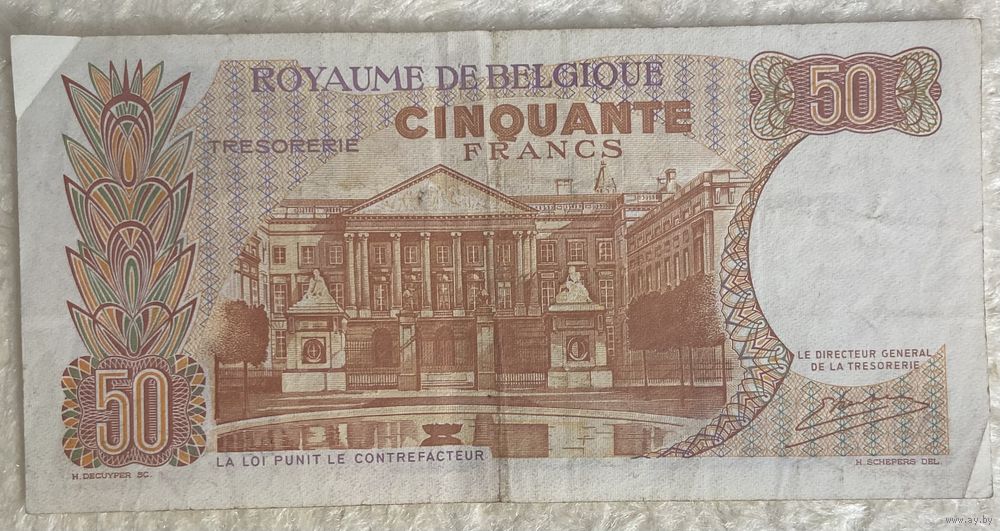 ROYAUME DE BELGIQUE
50
CINQUANTE
TRESORERIE
FRANCS
LE DIRECTEUR GENERAL
DE LA TRESORERIE
50
LA LOI PUNIT LE CONTREFACTEUR
H. DECUYPER SC.
H. SCHEPERS DEL.
www.ay.by